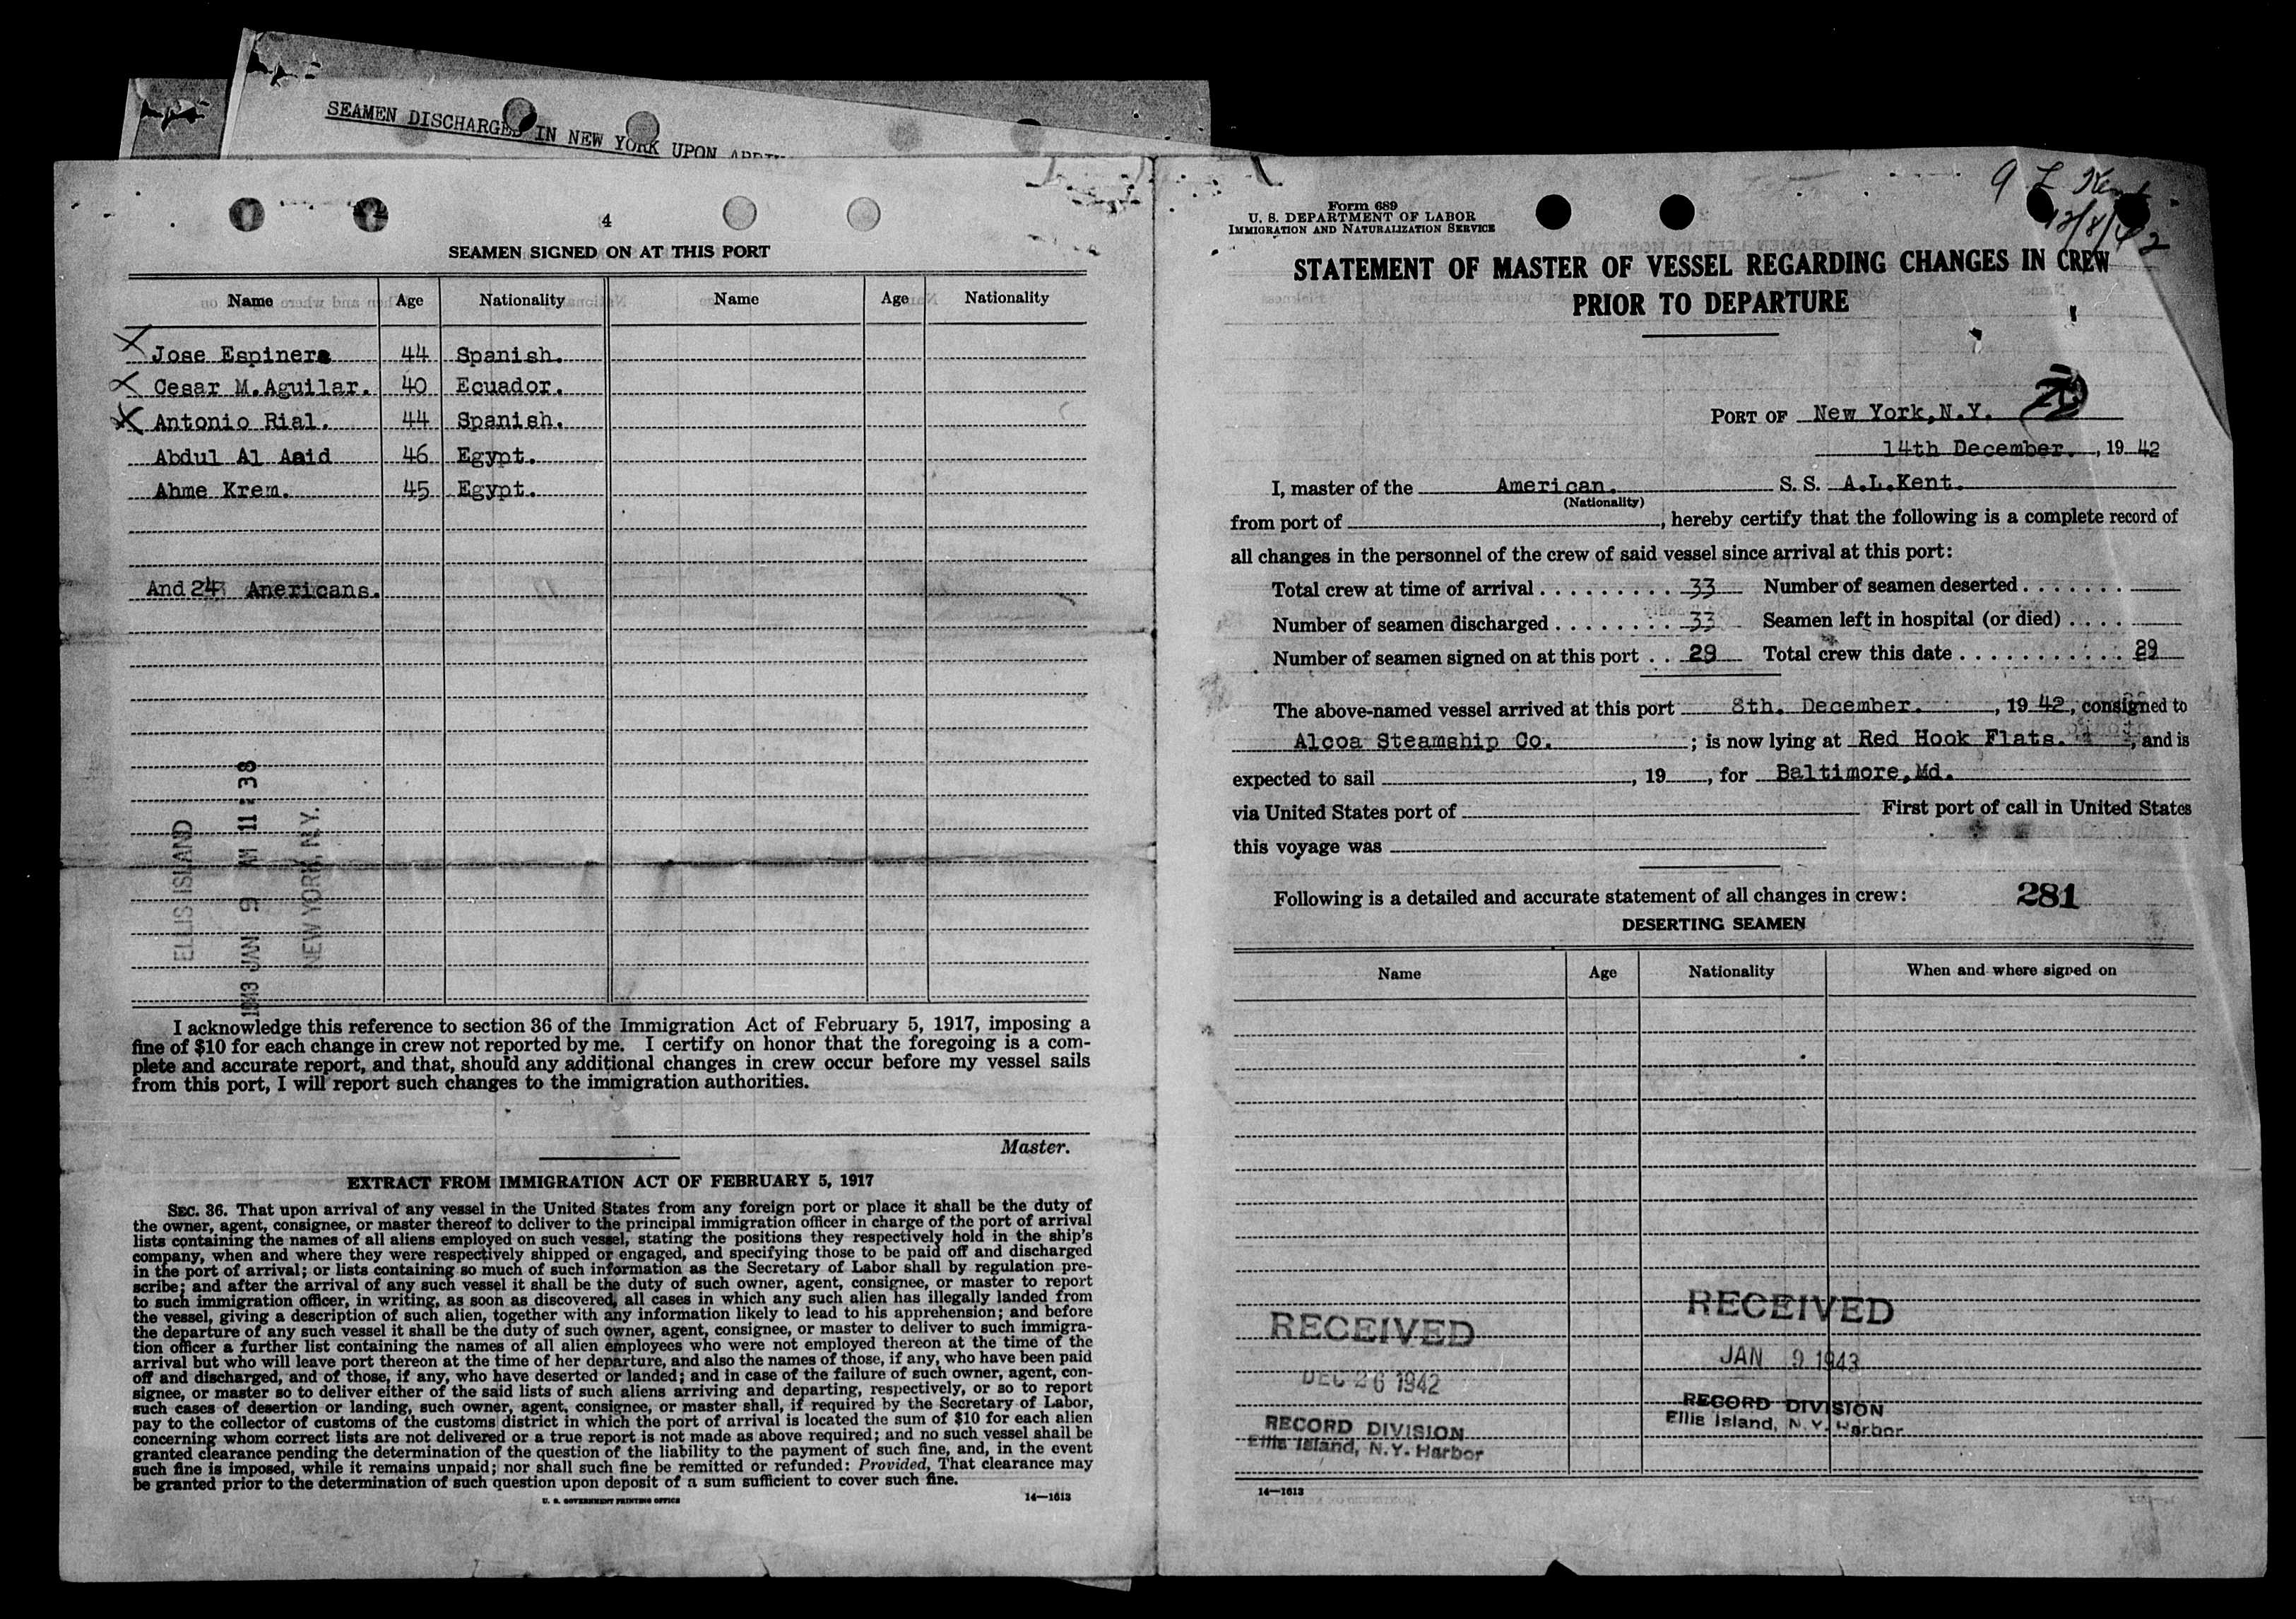 SEAMEN DISCHARGED IN NEW YORK UPON
4
SEAMEN SIGNED ON AT THIS PORT
Name Age Nationality Name Age Nationality
Jose Espinera 44 Spanish.
Cesar M.Aguilar. 40 Ecuador.
Antonio Rial. 44 Spanish.
Abdul Al Aaid 46 Egypt.
Ahme Krem. 45 Egypt.
And 24 Anericans.
ELLIS ISLAND
1943 JAN 9 AM 11:38
NEW YORK, N.Y.
I acknowledge this reference to section 36 of the Immigration Act of February 5, 1917, imposing a
fine of $10 for each change in crew not reported by me. I certify on honor that the foregoing is a com-
plete and accurate report, and that, should any additional changes in crew occur before my vessel sails
from this port, I will report such changes to the immigration authorities.
Master.
EXTRACT FROM IMMIGRATION ACT OF FEBRUARY 5, 1917
SEC. 36. That upon arrival of any vessel in the United States from any foreign port or place it shall be the duty of
the owner, agent, consignee, or master thereof to deliver to the principal immigration officer in charge of the port of arrival
lists containing the names of all aliens employed on such vessel, stating the positions they respectively hold in the ship's
company, when and where they were respectively shipped or engaged, and specifying those to be paid off and discharged
in the port of arrival; or lists containing so much of such information as the Secretary of Labor shall by regulation pre-
scribe; and after the arrival of any such vessel it shall be the duty of such owner, agent, consignee, or master to report
to such immigration officer, in writing, as soon as discovered, all cases in which any such alien has illegally landed from
the vessel, giving a description of such alien, together with any information likely to lead to his apprehension; and before
the departure of any such vessel it shall be the duty of such owner, agent, consignee, or master to deliver to such immigra-
tion officer a further list containing the names of all alien employees who were not employed thereon at the time of the
arrival but who will leave port thereon at the time of her departure, and also the names of those, if any, who have been paid
off and discharged, and of those, if any, who have deserted or landed; and in case of the failure of such owner, agent, con-
signee, or master so to deliver either of the said lists of such aliens arriving and departing, respectively, or so to report
such cases of desertion or landing, such owner, agent, consignee, or master shall, if required by the Secretary of Labor,
pay to the collector of customs of the customs district in which the port of arrival is located the sum of $10 for each alien
concerning whom correct lists are not delivered or a true report is not made as above required; and no such vessel shall be
granted clearance pending the determination of the question of the liability to the payment of such fine, and, in the event
such fine is imposed, while it remains unpaid; nor shall such fine be remitted or refunded: Provided, That clearance may
be granted prior to the determination of such question upon deposit of a sum sufficient to cover such fine.
U. S. GOVERNMENT PRINTING OFFICE 14—1613
Kent
12/8/42
Form 689
U. S. DEPARTMENT OF LABOR
IMMIGRATION AND NATURALIZATION SERVICE
STATEMENT OF MASTER OF VESSEL REGARDING CHANGES IN CREW
PRIOR TO DEPARTURE
PORT OF New York,N.Y.
14th December. , 19 42
I, master of the American. S. S. A.L.Kent.
(Nationality)
from port of , hereby certify that the following is a complete record of
all changes in the personnel of the crew of said vessel since arrival at this port:
Total crew at time of arrival . . . . . . . . . 33 Number of seamen deserted . . . . . . .
Number of seamen discharged . . . . . . . 33 Seamen left in hospital (or died) . . . .
Number of seamen signed on at this port . . 29 Total crew this date . . . . . . . . . . . 29
The above-named vessel arrived at this port 8th. December. , 19 42, consigned to
Alcoa Steamship Co. ; is now lying at Red Hook Flats. , and is
expected to sail , 19 , for Baltimore,Md.
via United States port of First port of call in United States
this voyage was
Following is a detailed and accurate statement of all changes in crew: 281
DESERTING SEAMEN
Name Age Nationality When and where signed on
RECEIVED
DEC 26 1942
RECORD DIVISION
Ellis Island, N.Y. Harbor
RECEIVED
JAN 9 1943
RECORD DIVISION
Ellis Island, N.Y. Harbor
14—1613